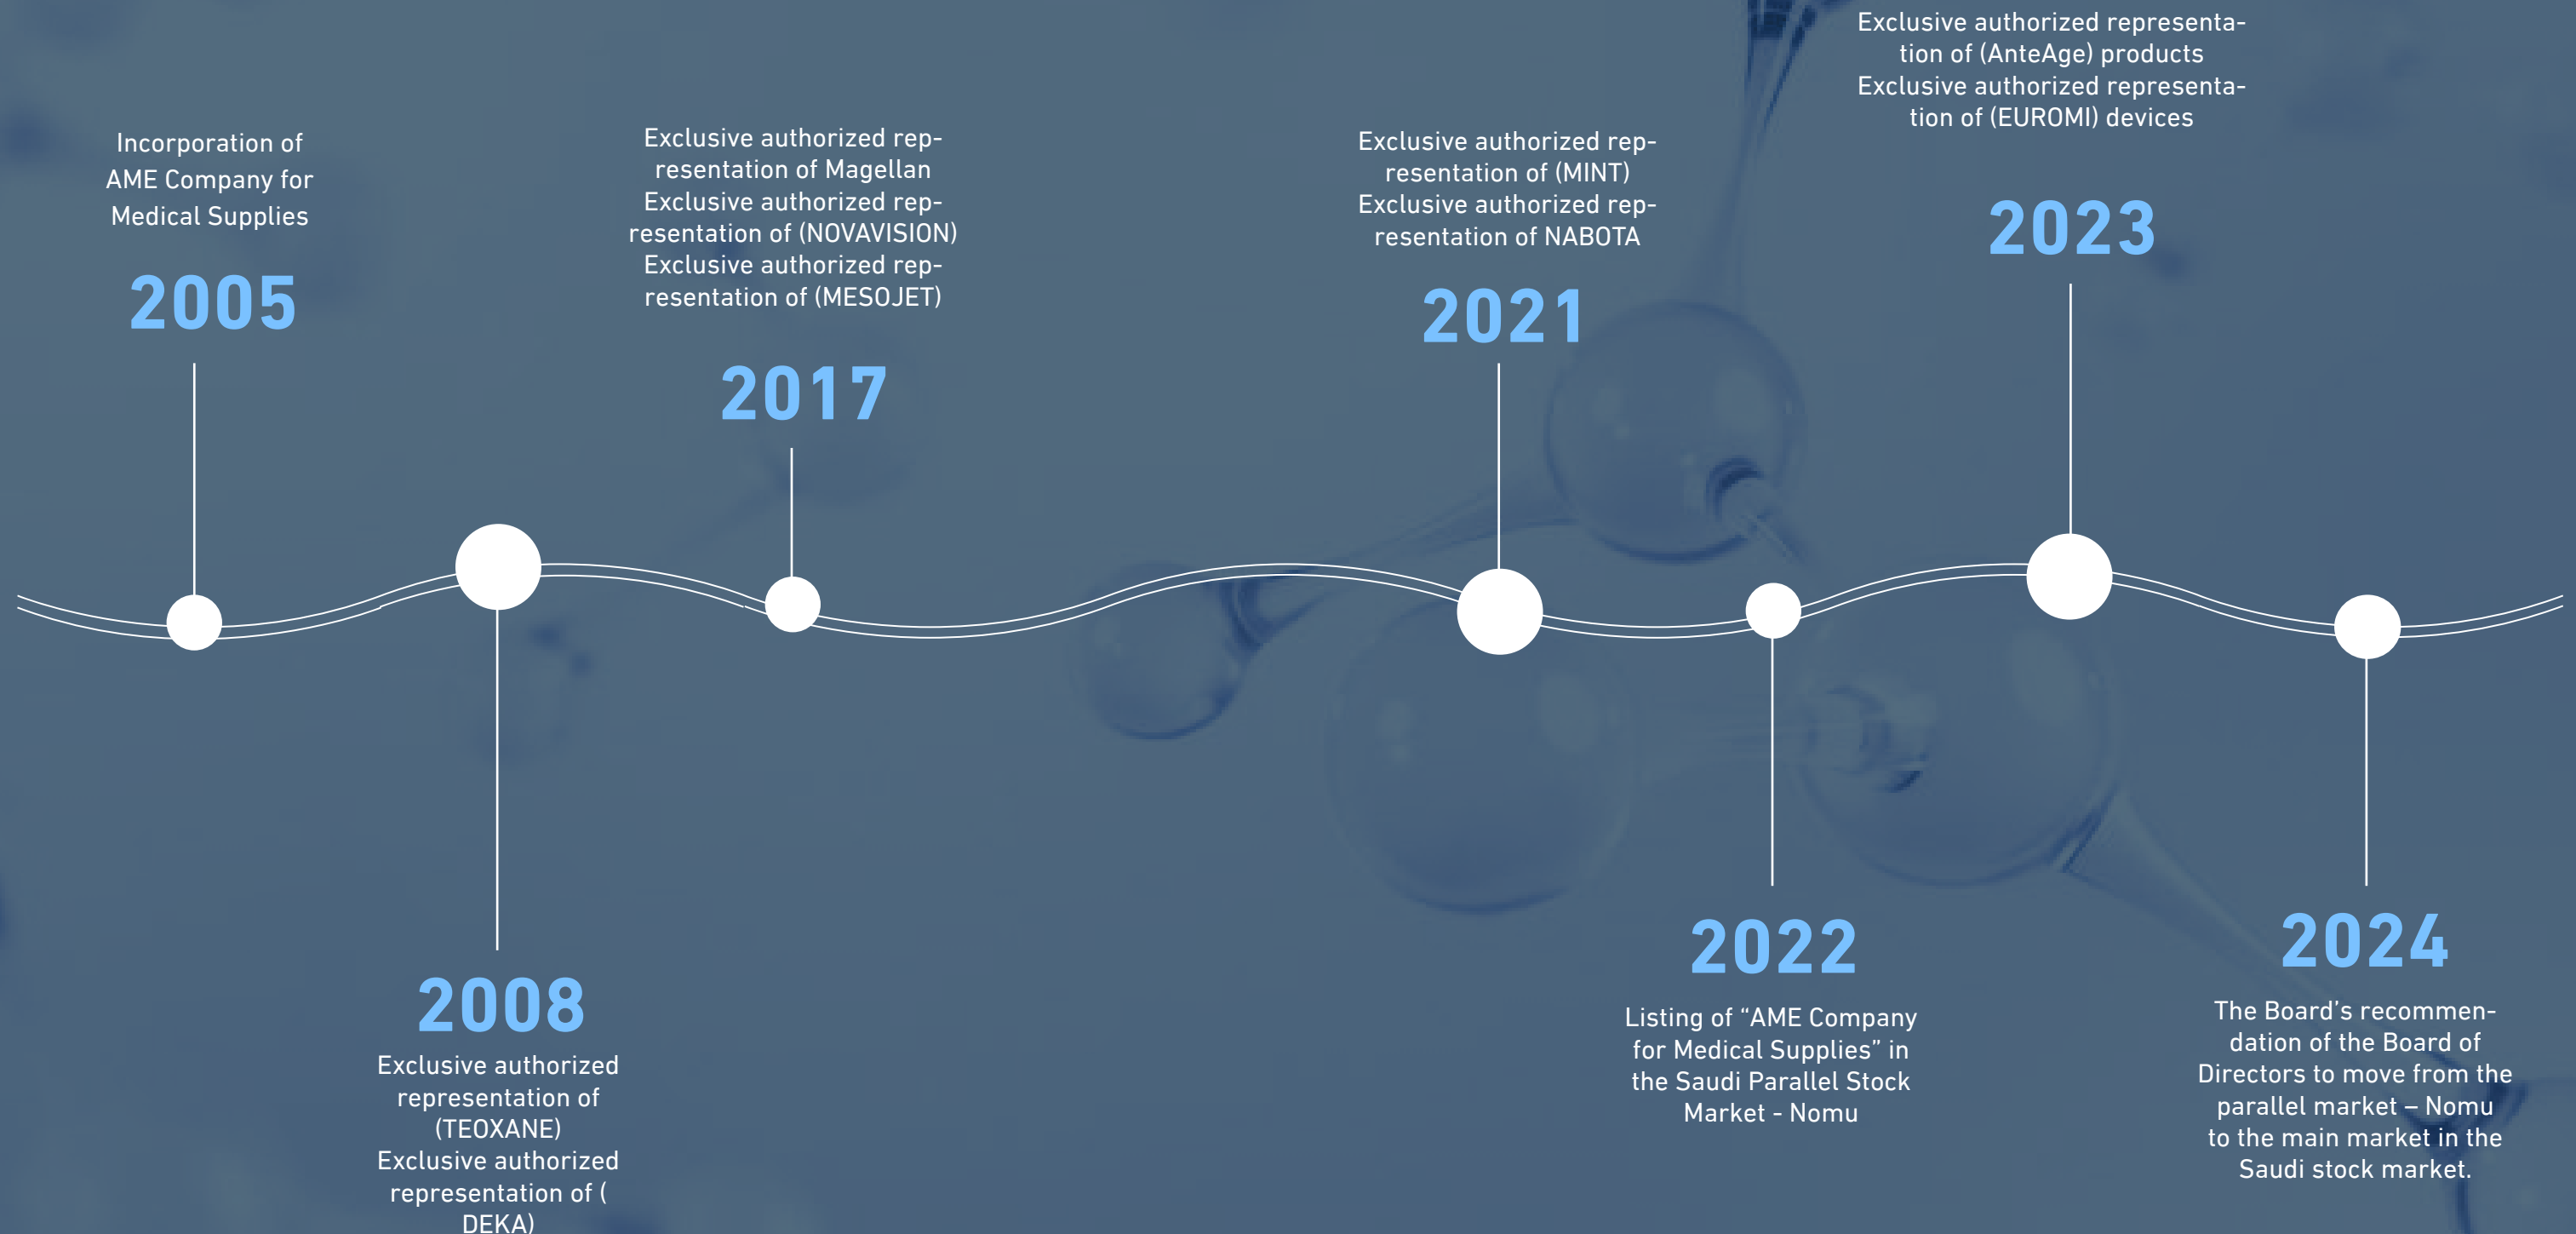 Incorporation of
AME Company for
Medical Supplies
2005
2008
Exclusive authorized
representation of
(TEOXANE)
Exclusive authorized
representation of (
DEKA)
Exclusive authorized rep-
resentation of Magellan
Exclusive authorized rep-
resentation of (NOVAVISION)
Exclusive authorized rep-
resentation of (MESOJET)
2017
Exclusive authorized rep-
resentation of (MINT)
Exclusive authorized rep-
resentation of NABOTA
2021
2022
Listing of “AME Company
for Medical Supplies” in
the Saudi Parallel Stock
Market - Nomu
Exclusive authorized representa-
tion of (AnteAge) products
Exclusive authorized representa-
tion of (EUROMI) devices
2023
2024
The Board’s recommen-
dation of the Board of
Directors to move from the
parallel market – Nomu
to the main market in the
Saudi stock market.